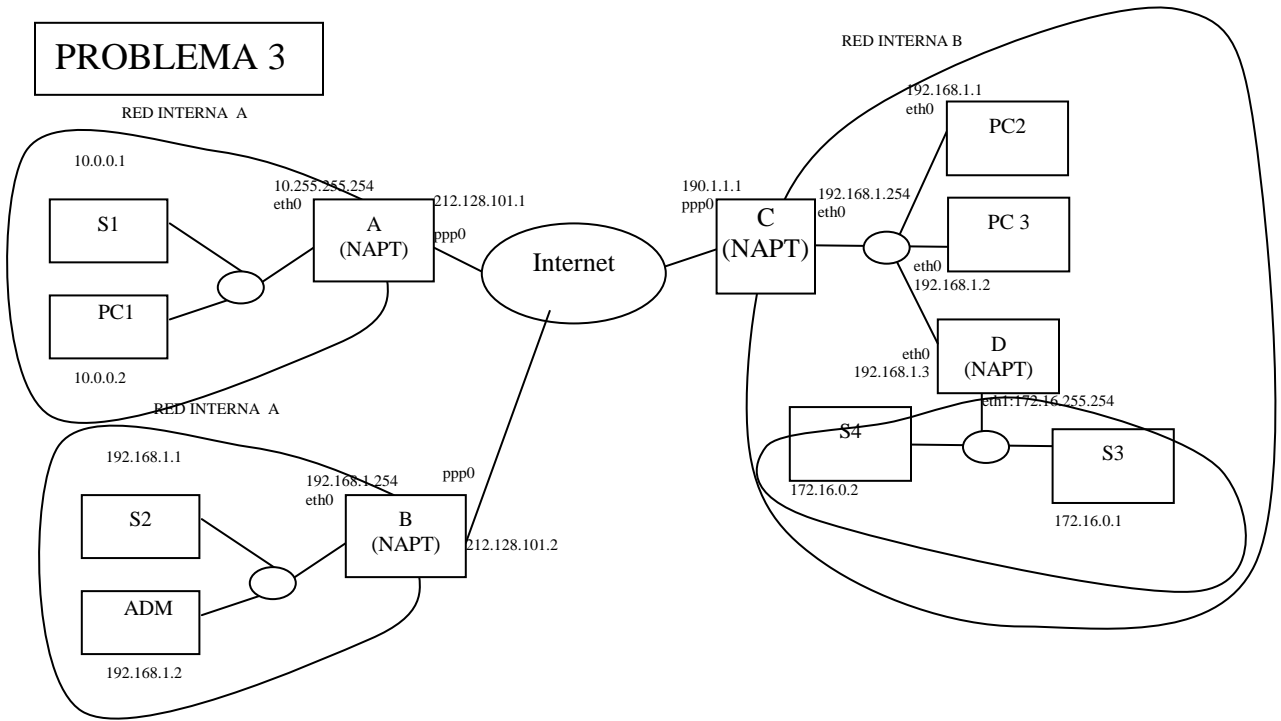 PROBLEMA 3
RED INTERNA A
10.0.0.1
S1
PC1
10.0.0.2
10.255.255.254
eth0
A
(NAPT)
212.128.101.1
ppp0
Internet
RED INTERNA A
192.168.1.1
S2
ADM
192.168.1.2
192.168.1.254
eth0
B
(NAPT)
ppp0
212.128.101.2
RED INTERNA B
190.1.1.1
ppp0
C
(NAPT)
192.168.1.254
eth0
192.168.1.1
eth0
PC2
PC 3
eth0
192.168.1.2
eth0
192.168.1.3
D
(NAPT)
eth1:172.16.255.254
S4
172.16.0.2
S3
172.16.0.1